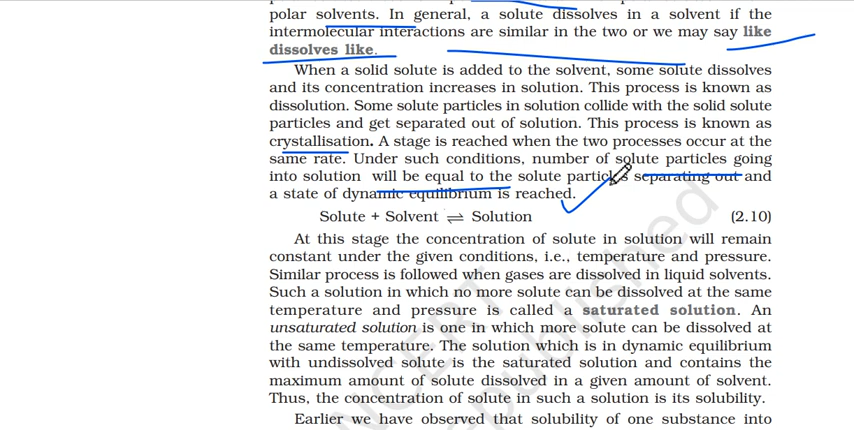 polar solvents. In general, a solute dissolves in a solvent if the
intermolecular interactions are similar in the two or we may say like
dissolves like.
When a solid solute is added to the solvent, some solute dissolves
and its concentration increases in solution. This process is known as
dissolution. Some solute particles in solution collide with the solid solute
particles and get separated out of solution. This process is known as
crystallisation. A stage is reached when the two processes occur at the
same rate. Under such conditions, number of solute particles going
into solution will be equal to the solute particles separating out and
a state of dynamic equilibrium is reached.
Solute + Solvent ⇌ Solution (2.10)
At this stage the concentration of solute in solution will remain
constant under the given conditions, i.e., temperature and pressure.
Similar process is followed when gases are dissolved in liquid solvents.
Such a solution in which no more solute can be dissolved at the same
temperature and pressure is called a saturated solution. An
unsaturated solution is one in which more solute can be dissolved at
the same temperature. The solution which is in dynamic equilibrium
with undissolved solute is the saturated solution and contains the
maximum amount of solute dissolved in a given amount of solvent.
Thus, the concentration of solute in such a solution is its solubility.
Earlier we have observed that solubility of one substance into